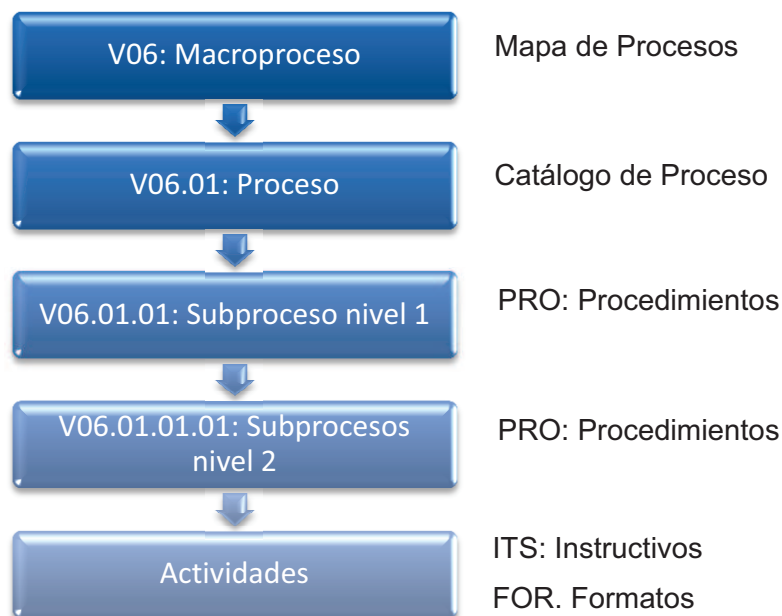 V06: Macroproceso
Mapa de Procesos
V06.01: Proceso
Catálogo de Proceso
V06.01.01: Subproceso nivel 1
PRO: Procedimientos
V06.01.01.01: Subprocesos
nivel 2
PRO: Procedimientos
Actividades
ITS: Instructivos
FOR. Formatos